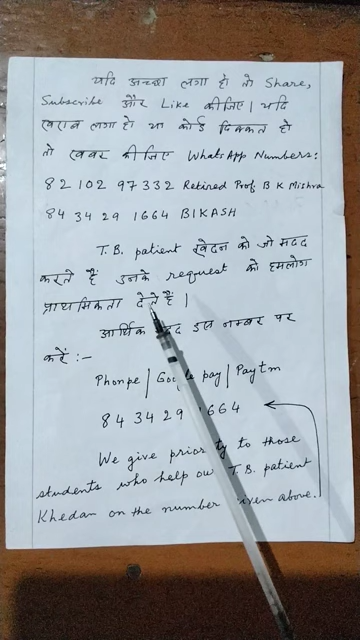 यदि अच्छा लगा हो तो Share,
Subscribe और Like कीजिए। यदि
खराब लगा हो या कोई दिक्कत हो
तो खबर कीजिए WhatsApp Numbers:
82 102 97332 Retired Prof B K Mishra
84 34 29 1664 BIKASH
T.B. patient खेदन को जो मदद
करते हैं उनके request को हमलोग
प्राथमिकता देते हैं।
आर्थिक मदद इस नम्बर पर
करें :-
Phonpe / Google pay / Paytm
84 34 29 1664
We give priority to those
students who help our T.B. patient
Khedan on the number given above.